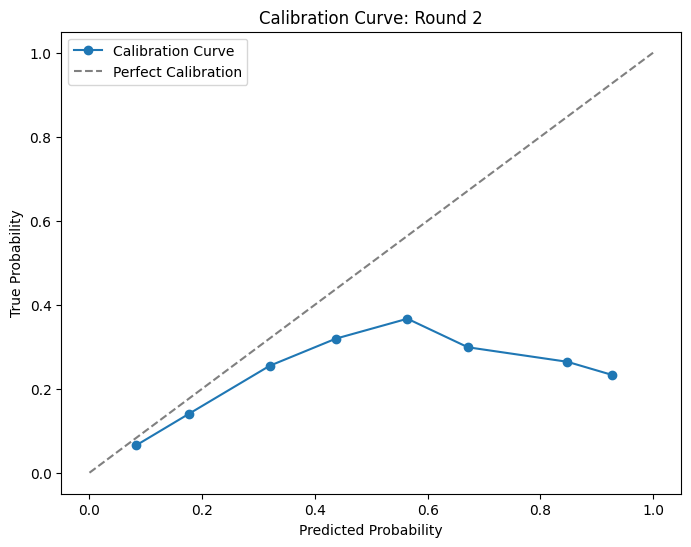 Calibration Curve: Round 2
Calibration Curve
Perfect Calibration
True Probability
1.0
0.8
0.6
0.4
0.2
0.0
0.0 0.2 0.4 0.6 0.8 1.0
Predicted Probability